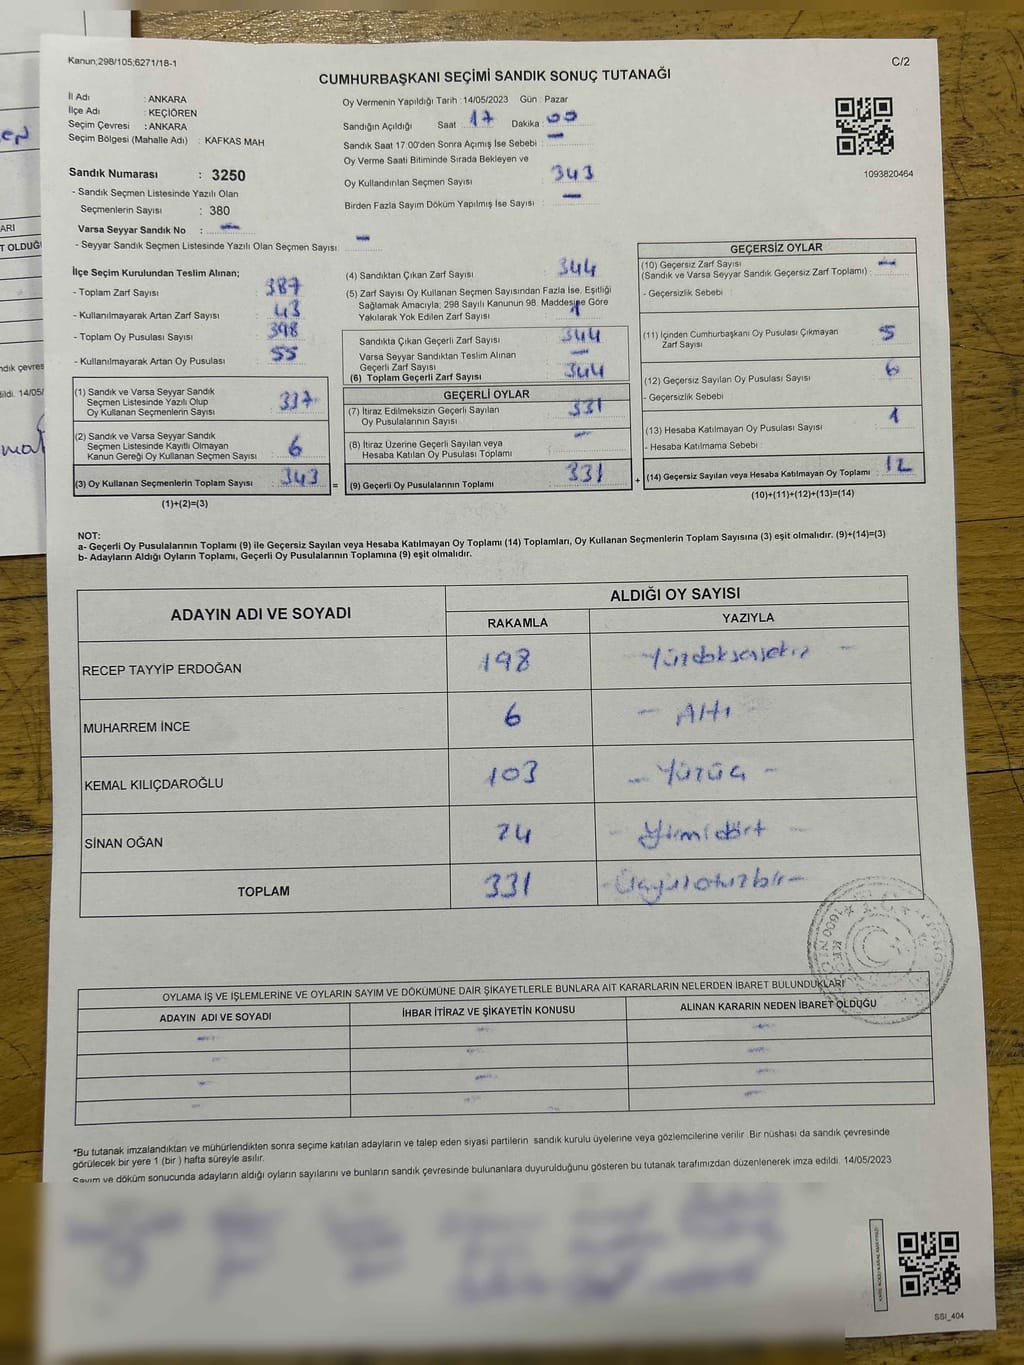 Kanun;298/105;6271/18-1
C/2
CUMHURBAŞKANI SEÇİMİ SANDIK SONUÇ TUTANAĞI
İl Adı : ANKARA
İlçe Adı : KEÇİÖREN
Seçim Çevresi : ANKARA
Seçim Bölgesi (Mahalle Adı) : KAFKAS MAH
Oy Vermenin Yapıldığı Tarih : 14/05/2023 Gün : Pazar
Sandığın Açıldığı Saat 17 Dakika : 00
Sandık Saat 17.00'den Sonra Açımış İse Sebebi : -
Oy Verme Saati Bitiminde Sırada Bekleyen ve
Oy Kullandırılan Seçmen Sayısı : 343
Birden Fazla Sayım Döküm Yapılmış İse Sayısı : -
1093820464
Sandık Numarası : 3250
- Sandık Seçmen Listesinde Yazılı Olan
Seçmenlerin Sayısı : 380
Varsa Seyyar Sandık No : -
- Seyyar Sandık Seçmen Listesinde Yazılı Olan Seçmen Sayısı : -
İlçe Seçim Kurulundan Teslim Alınan;
- Toplam Zarf Sayısı : 387
- Kullanılmayarak Artan Zarf Sayısı : 43
- Toplam Oy Pusulası Sayısı : 398
- Kullanılmayarak Artan Oy Pusulası : 55
(4) Sandıktan Çıkan Zarf Sayısı : 344
(5) Zarf Sayısı Oy Kullanan Seçmen Sayısından Fazla İse, Eşitliği
Sağlamak Amacıyla; 298 Sayılı Kanunun 98. Maddesine Göre
Yakılarak Yok Edilen Zarf Sayısı : 1
Sandıkta Çıkan Geçerli Zarf Sayısı : 344
Varsa Seyyar Sandıktan Teslim Alınan
Geçerli Zarf Sayısı : -
(6) Toplam Geçerli Zarf Sayısı : 344
(1) Sandık ve Varsa Seyyar Sandık
Seçmen Listesinde Yazılı Olup
Oy Kullanan Seçmenlerin Sayısı : 337
(2) Sandık ve Varsa Seyyar Sandık
Seçmen Listesinde Kayıtlı Olmayan
Kanun Gereği Oy Kullanan Seçmen Sayısı : 6
(3) Oy Kullanan Seçmenlerin Toplam Sayısı : 343 =
(1)+(2)=(3)
GEÇERLİ OYLAR
(7) İtiraz Edilmeksizin Geçerli Sayılan
Oy Pusulalarının Sayısı : 331
(8) İtiraz Üzerine Geçerli Sayılan veya
Hesaba Katılan Oy Pusulası Toplamı : -
(9) Geçerli Oy Pusulalarının Toplamı : 331 +
GEÇERSİZ OYLAR
(10) Geçersiz Zarf Sayısı
(Sandık ve Varsa Seyyar Sandık Geçersiz Zarf Toplamı) : -
- Geçersizlik Sebebi :
(11) İçinden Cumhurbaşkanı Oy Pusulası Çıkmayan
Zarf Sayısı : 5
(12) Geçersiz Sayılan Oy Pusulası Sayısı : 6
- Geçersizlik Sebebi :
(13) Hesaba Katılmayan Oy Pusulası Sayısı : 1
- Hesaba Katılmama Sebebi :
(14) Geçersiz Sayılan veya Hesaba Katılmayan Oy Toplamı : 12
(10)+(11)+(12)+(13)=(14)
NOT:
a- Geçerli Oy Pusulalarının Toplamı (9) ile Geçersiz Sayılan veya Hesaba Katılmayan Oy Toplamı (14) Toplamları, Oy Kullanan Seçmenlerin Toplam Sayısına (3) eşit olmalıdır. (9)+(14)=(3)
b- Adayların Aldığı Oyların Toplamı, Geçerli Oy Pusulalarının Toplamına (9) eşit olmalıdır.
ADAYIN ADI VE SOYADI
ALDIĞI OY SAYISI
RAKAMLA YAZIYLA
RECEP TAYYİP ERDOĞAN 198 - Yüzdoksansekiz -
MUHARREM İNCE 6 - Altı -
KEMAL KILIÇDAROĞLU 103 - Yüzüç -
SİNAN OĞAN 24 - Yirmidört -
TOPLAM 331 - Üçyüzotuzbir -
OYLAMA İŞ VE IŞLEMLERINE VE OYLARIN SAYIM VE DÖKÜMÜNE DAİR ŞIKAYETLERLE BUNLARA AİT KARARLARIN NELERDEN İBARET BULUNDUKLARI
ADAYIN ADI VE SOYADI İHBAR İTİRAZ VE ŞİKAYETİN KONUSU ALINAN KARARIN NEDEN İBARET OLDUĞU
- - -
- - -
- - -
- - -
*Bu tutanak imzalandıktan ve mühürlendikten sonra seçime katılan adayların ve talep eden siyasi partilerin sandık kurulu üyelerine veya gözlemcilerine verilir. Bir nüshası da sandık çevresinde
görülecek bir yere 1 (bir ) hafta süreyle asılır.
Sayım ve döküm sonucunda adayların aldığı oyların sayılarını ve bunların sandık çevresinde bulunanlara duyurulduğunu gösteren bu tutanak tarafımızdan düzenlenerek imza edildi. 14/05/2023
SSI_404